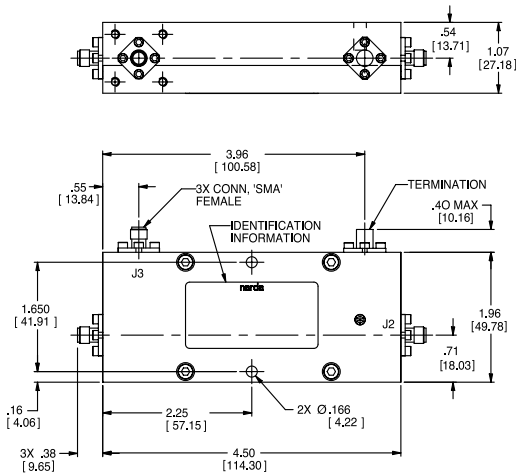 .54
[13.71]
1.07
[27.18]
3.96
[ 100.58]
.55
[ 13.84]
3X CONN, 'SMA'
FEMALE
TERMINATION
.40 MAX
[10.16]
IDENTIFICATION
INFORMATION
J3
narda
1.650
[ 41.91]
J2
1.96
[49.78]
.71
[18.03]
.16
[ 4.06]
2.25
[57.15]
2X Ø.166
[ 4.22 ]
3X .38
[9.65]
4.50
[114.30]